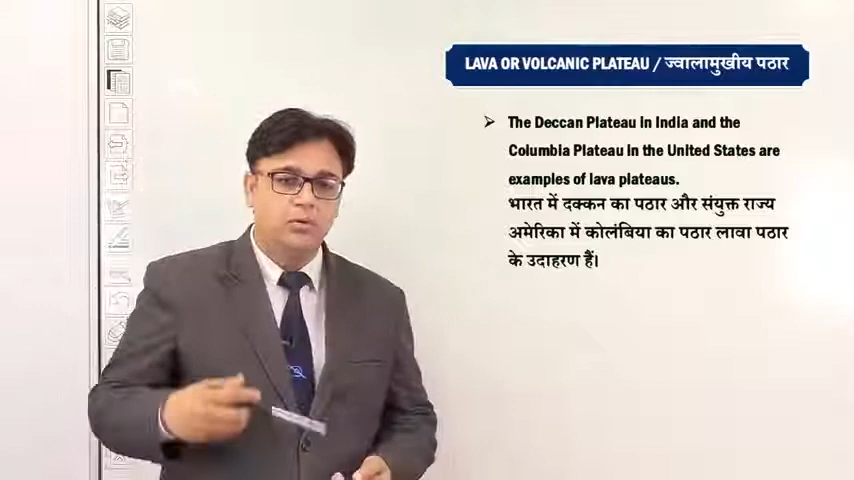 LAVA OR VOLCANIC PLATEAU / ज्वालामुखीय पठार
➢ The Deccan Plateau in India and the
Columbia Plateau in the United States are
examples of lava plateaus.
भारत में दक्कन का पठार और संयुक्त राज्य
अमेरिका में कोलंबिया का पठार लावा पठार
के उदाहरण हैं।